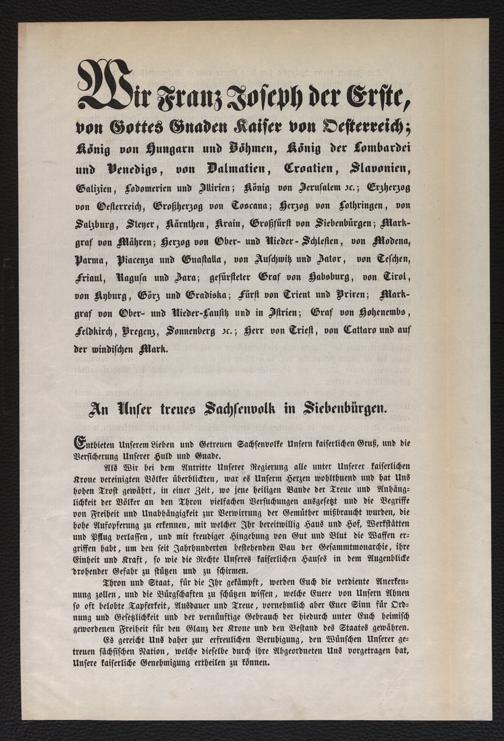 Wir Franz Joseph der Erste,
von Gottes Gnaden Kaiser von Oesterreich;
König von Hungarn und Böhmen, König der Lombardei
und Venedigs, von Dalmatien, Croatien, Slavonien,
Galizien, Lodomerien und Illirien; König von Jerusalem ꝛc.; Erzherzog
von Oesterreich, Großherzog von Toscana; Herzog von Lothringen, von
Salzburg, Steyer, Kärnthen, Krain, Großfürst von Siebenbürgen; Mark-
graf von Mähren; Herzog von Ober- und Nieder-Schlesien, von Modena,
Parma, Piacenza und Guastalla, von Auschwitz und Zator, von Teschen,
Friaul, Ragusa und Zara; gefürsteter Graf von Habsburg, von Tirol,
von Kyburg, Görz und Gradiska; Fürst von Trient und Brixen; Mark-
graf von Ober- und Nieder-Lausitz und in Istrien; Graf von Hohenembs,
Feldkirch, Bregenz, Sonnenberg ꝛc.; Herr von Triest, von Cattaro und auf
der windischen Mark.
An Unser treues Sachsenvolk in Siebenbürgen.
Entbieten Unserem Lieben und Getreuen Sachsenvolke Unsern kaiserlichen Gruß, und die
Versicherung Unserer Huld und Gnade.
Als Wir bei dem Antritte Unserer Regierung alle unter Unserer kaiserlichen
Krone vereinigten Völker überblickten, war es Unserm Herzen wohlthuend und hat Uns
hohen Trost gewährt, in einer Zeit, wo jene heiligen Bande der Treue und Anhäng-
lichkeit der Völker an den Thron vielfachen Versuchungen ausgesetzt und die Begriffe
von Freiheit und Unabhängigkeit zur Verwirrung der Gemüther mißbraucht wurden, die
hohe Aufopferung zu erkennen, mit welcher Ihr bereitwillig Haus und Hof, Werkstätten
und Pflug verlassen, und mit freudiger Hingebung von Gut und Blut die Waffen er-
griffen habt, um den seit Jahrhunderten bestehenden Bau der Gesammtmonarchie, ihre
Einheit und Kraft, so wie die Rechte Unseres kaiserlichen Hauses in dem Augenblicke
drohender Gefahr zu stützen und zu schirmen.
Thron und Staat, für die Ihr gekämpft, werden Euch die verdiente Anerken-
nung zollen, und die Bürgschaften zu schätzen wissen, welche Euere von Unsern Ahnen
so oft belobte Tapferkeit, Ausdauer und Treue, vornehmlich aber Euer Sinn für Ord-
nung und Gesetzlichkeit und der vernünftige Gebrauch der hiedurch unter Euch heimisch
gewordenen Freiheit für den Glanz der Krone und den Bestand des Staates gewähren.
Es gereicht Uns daher zur erfreulichen Beruhigung, den Wünschen Unserer ge-
treuen sächsischen Nation, welche dieselbe durch ihre Abgeordneten Uns vorgetragen hat,
Unsere kaiserliche Genehmigung ertheilen zu können.